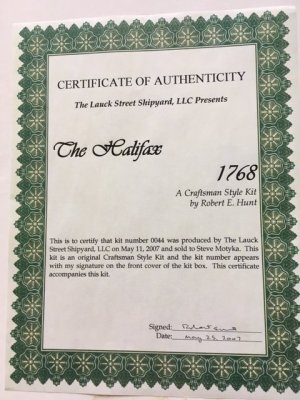 CERTIFICATE OF AUTHENTICITY
The Lauck Street Shipyard, LLC Presents
The Halifax
1768
A Craftsman Style Kit
by Robert E. Hunt
This is to certify that kit number 0044 was produced by The Lauck
Street Shipyard, LLC on May 11, 2007 and sold to Steve Motyka. This
kit is an original Craftsman Style Kit and the kit number appears
with my signature on the front cover of the kit box. This certificate
accompanies this kit.
Signed:
Date: May 25, 2007